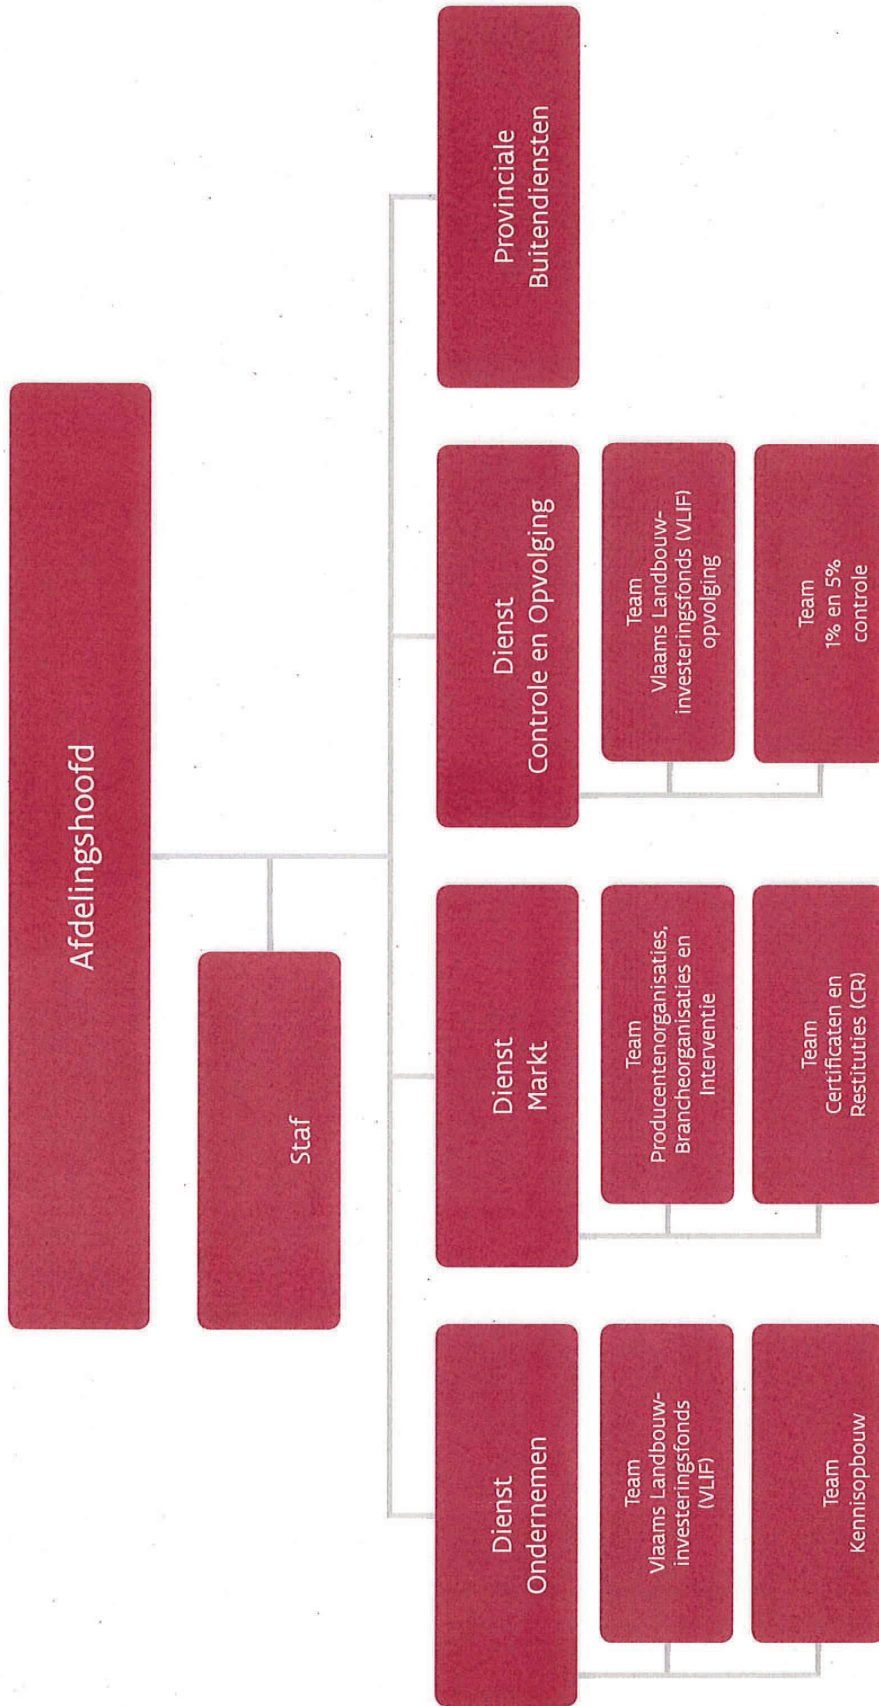 Afdelingshoofd
Staf
Dienst
Ondernemen
Team
Vlaams Landbouw-
investeringsfonds
(VLIF)
Team
Kennisopbouw
Dienst
Markt
Team
Producentenorganisaties,
Brancheorganisaties en
Interventie
Team
Certificaten en
Restituties (CR)
Dienst
Controle en Opvolging
Team
Vlaams Landbouw-
investeringsfonds (VLIF)
opvolging
Team
1% en 5%
controle
Provinciale
Buitendiensten